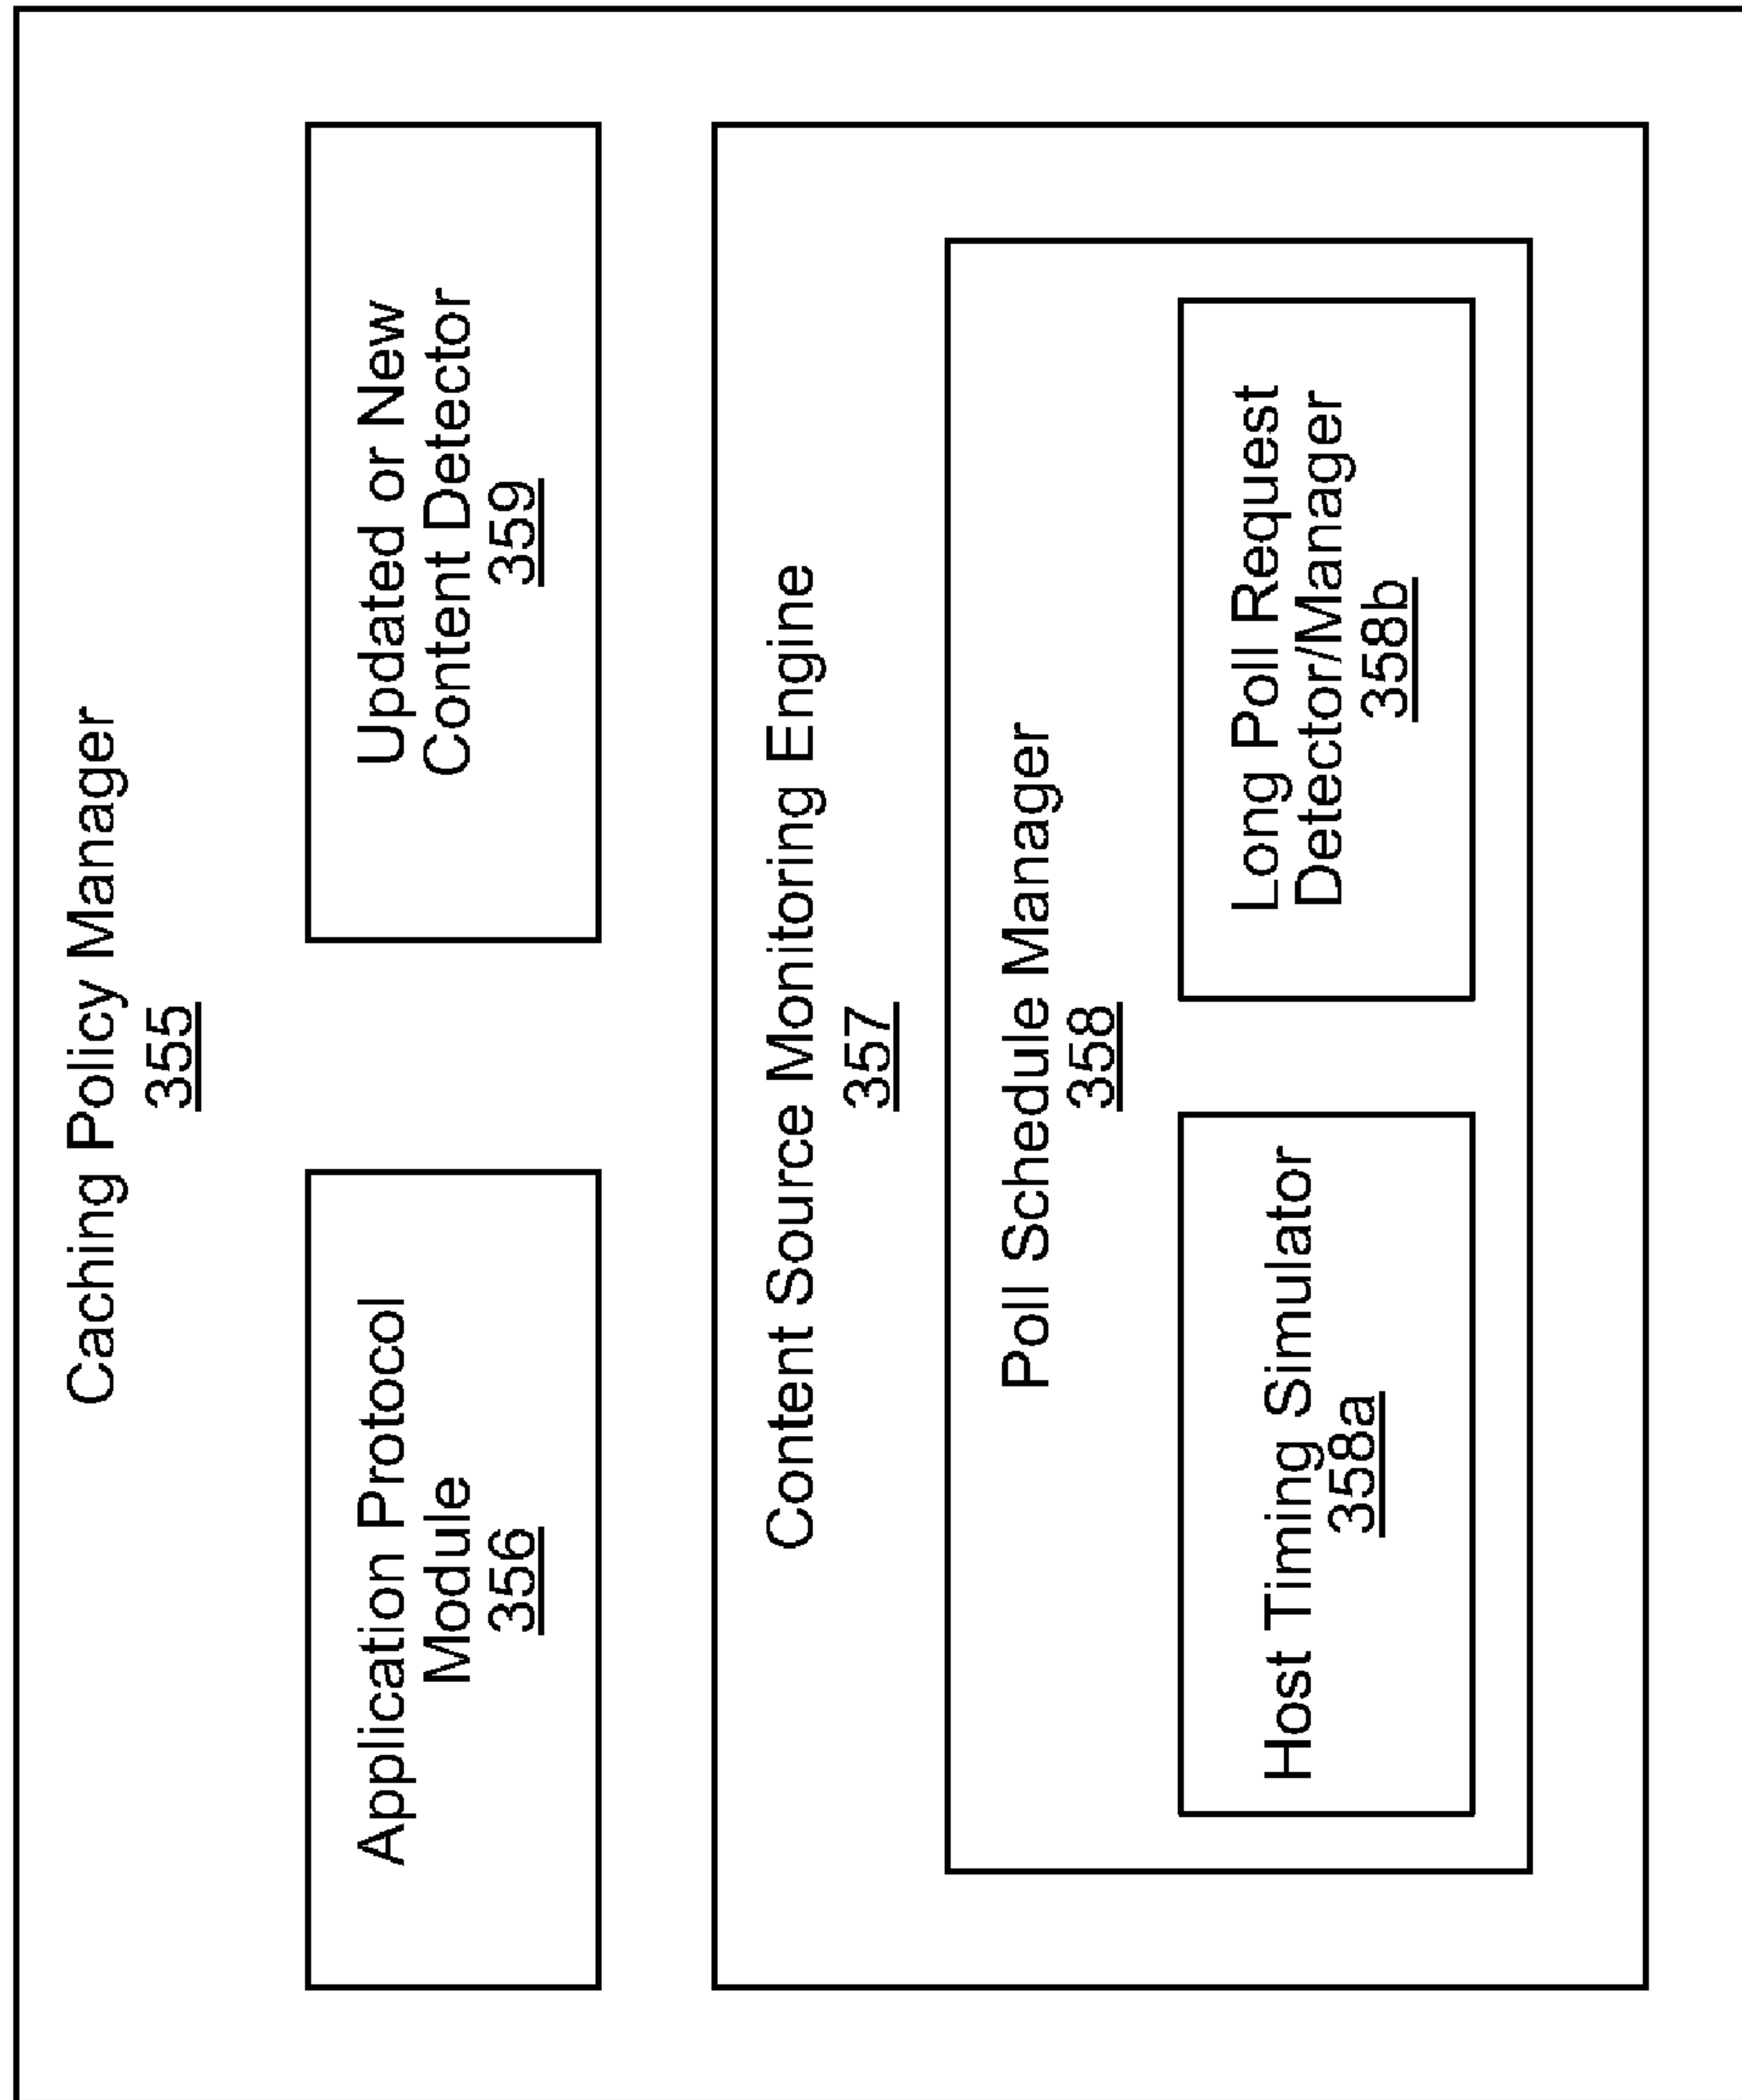 Caching Policy Manager
355
Application Protocol
Module
356
Updated or New
Content Detector
359
Content Source Monitoring Engine
357
Poll Schedule Manager
358
Host Timing Simulator
358a
Long Poll Request
Detector/Manager
358b